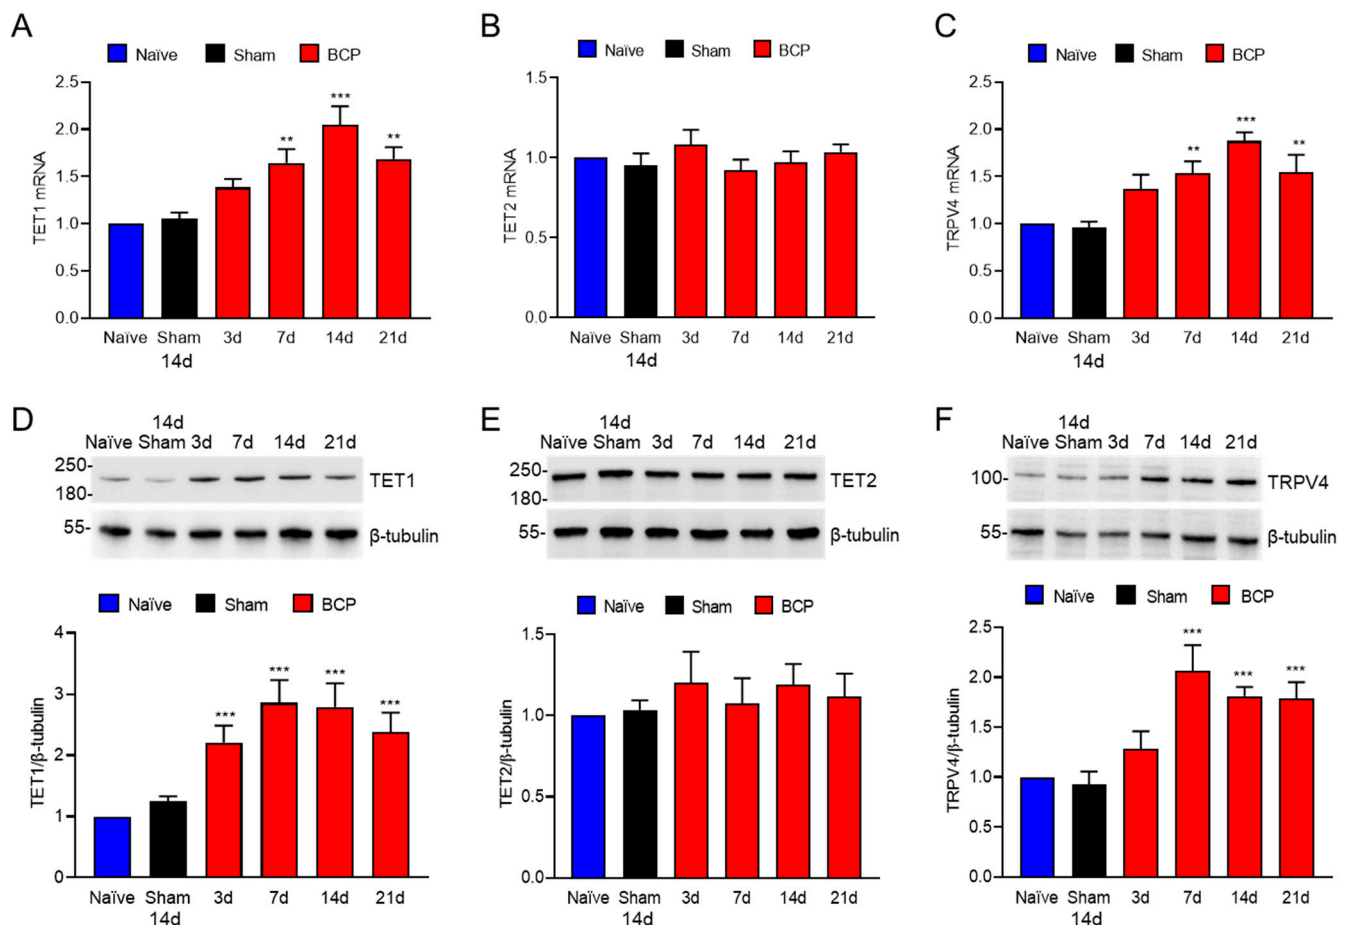 A
Naïve Sham BCP
2.5
2.0
1.5
1.0
0.5
0.0
TET1 mRNA
** *** **
Naïve Sham 3d 7d 14d 21d
14d
B
Naïve Sham BCP
1.5
1.0
0.5
0.0
TET2 mRNA
Naïve Sham 3d 7d 14d 21d
14d
C
Naïve Sham BCP
2.5
2.0
1.5
1.0
0.5
0.0
TRPV4 mRNA
** *** **
Naïve Sham 3d 7d 14d 21d
14d
D
14d
Naïve Sham 3d 7d 14d 21d
250-
180-
TET1
55-
β-tubulin
Naïve Sham BCP
4
3
2
1
0
TET1/β-tubulin
*** *** *** ***
Naïve Sham 3d 7d 14d 21d
14d
E
14d
Naïve Sham 3d 7d 14d 21d
250-
180-
TET2
55-
β-tubulin
Naïve Sham BCP
1.5
1.0
0.5
0.0
TET2/β-tubulin
Naïve Sham 3d 7d 14d 21d
14d
F
14d
Naïve Sham 3d 7d 14d 21d
100-
TRPV4
55-
β-tubulin
Naïve Sham BCP
2.5
2.0
1.5
1.0
0.5
0.0
TRPV4/β-tubulin
*** *** ***
Naïve Sham 3d 7d 14d 21d
14d